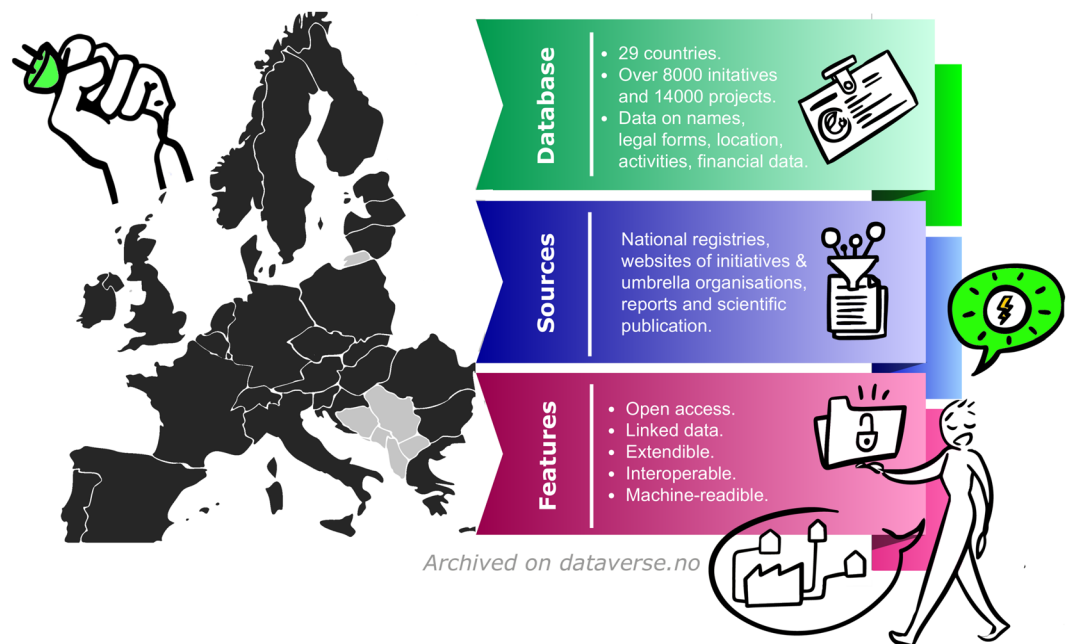 Database
• 29 countries.
• Over 8000 initatives
and 14000 projects.
• Data on names,
legal forms, location,
activities, financial data.
Sources
National registries,
websites of initiatives &
umbrella organisations,
reports and scientific
publication.
Features
• Open access.
• Linked data.
• Extendible.
• Interoperable.
• Machine-readible.
Archived on dataverse.no